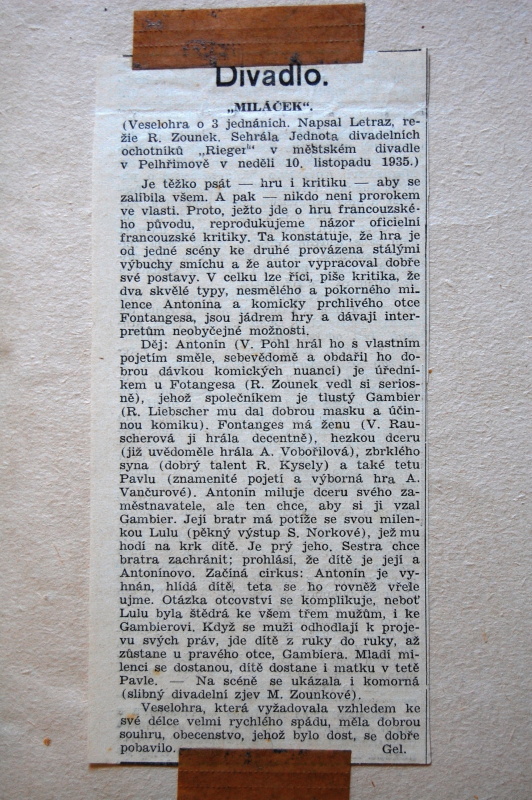 Divadlo.
„MILÁČEK“.
(Veselohra o 3 jednáních. Napsal Letraz, re-
žie R. Zounek. Sehrála Jednota divadelních
ochotníků „Rieger“ v městském divadle
v Pelhřimově v neděli 10. listopadu 1935.)
Je těžko psát — hru i kritiku — aby se
zalíbila všem. A pak — nikdo není prorokem
ve vlasti. Proto, ježto jde o hru francouzské-
ho původu, reprodukujeme názor oficielní
francouzské kritiky. Ta konstatuje, že hra je
od jedné scény ke druhé provázena stálými
výbuchy smíchu a že autor vypracoval dobře
své postavy. V celku lze říci, píše kritika, že
dva skvělé typy, nesmělého a pokorného mi-
lence Antonína a komicky prchlivého otce
Fontangesa, jsou jádrem hry a dávají inter-
pretům neobyčejné možnosti.
Děj: Antonín (V. Pohl hrál ho s vlastním
pojetím směle, sebevědomě a obdařil ho do-
brou dávkou komických nuancí) je úřední-
kem u Fotangesa (R. Zounek vedl si serios-
ně), jehož společníkem je tlustý Gambier
(R. Liebscher mu dal dobrou masku a účin-
nou komiku). Fontanges má ženu (V. Rau-
scherová ji hrála decentně), hezkou dceru
(již uvědoměle hrála A. Vobořilová), zbrklého
syna (dobrý talent R. Kysely) a také tetu
Pavlu (znamenité pojetí a výborná hra A.
Vančurové). Antonín miluje dceru svého za-
městnavatele, ale ten chce, aby si ji vzal
Gambier. Její bratr má potíže se svou milen-
kou Lulu (pěkný výstup S. Norkové), jež mu
hodí na krk dítě. Je prý jeho. Sestra chce
bratra zachránit; prohlásí, že dítě je její a
Antonínovo. Začíná cirkus: Antonín je vy-
hnán, hlídá dítě, teta se ho rovněž vřele
ujme. Otázka otcovství se komplikuje, neboť
Lulu byla štědrá ke všem třem mužům, i ke
Gambierovi. Když se muži odhodlají k proje-
vu svých práv, jde dítě z ruky do ruky, až
zůstane u pravého otce, Gambiera. Mladí mi-
lenci se dostanou, dítě dostane i matku v tetě
Pavle. — Na scéně se ukázala i komorná
(slibný divadelní zjev M. Zounkové).
Veselohra, která vyžadovala vzhledem ke
své délce velmi rychlého spádu, měla dobrou
souhru, obecenstvo, jehož bylo dost, se dobře
pobavilo. Gel.